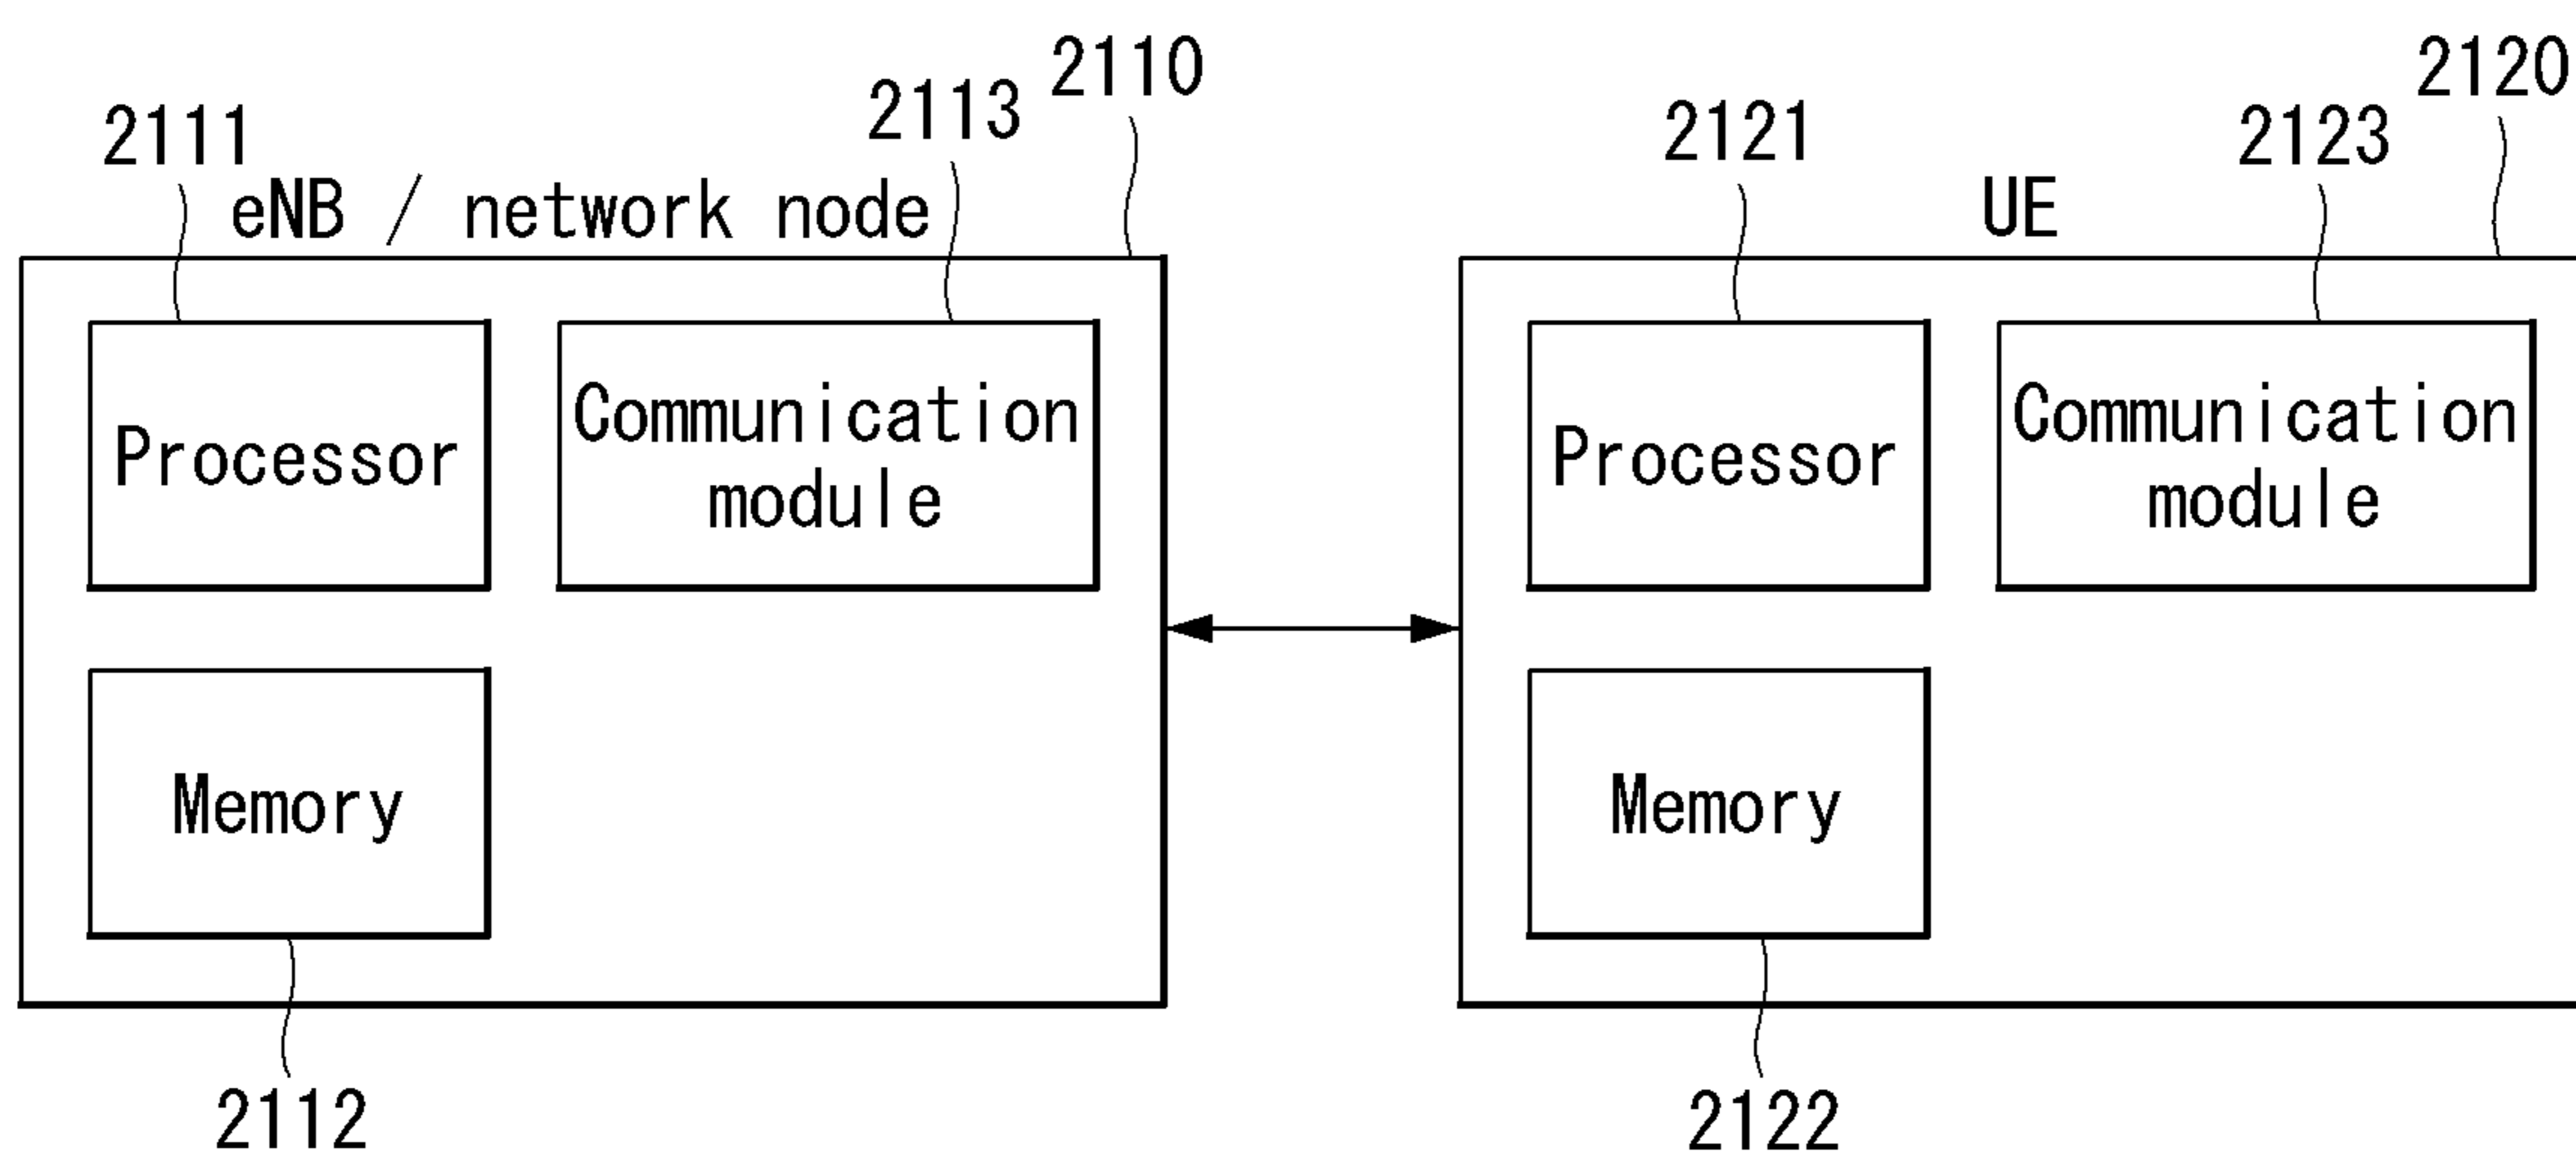 2110
2120
2113
2111
2121
2123
eNB / network node
UE
Processor
Communication
module
Processor
Communication
module
Memory
Memory
2112
2122